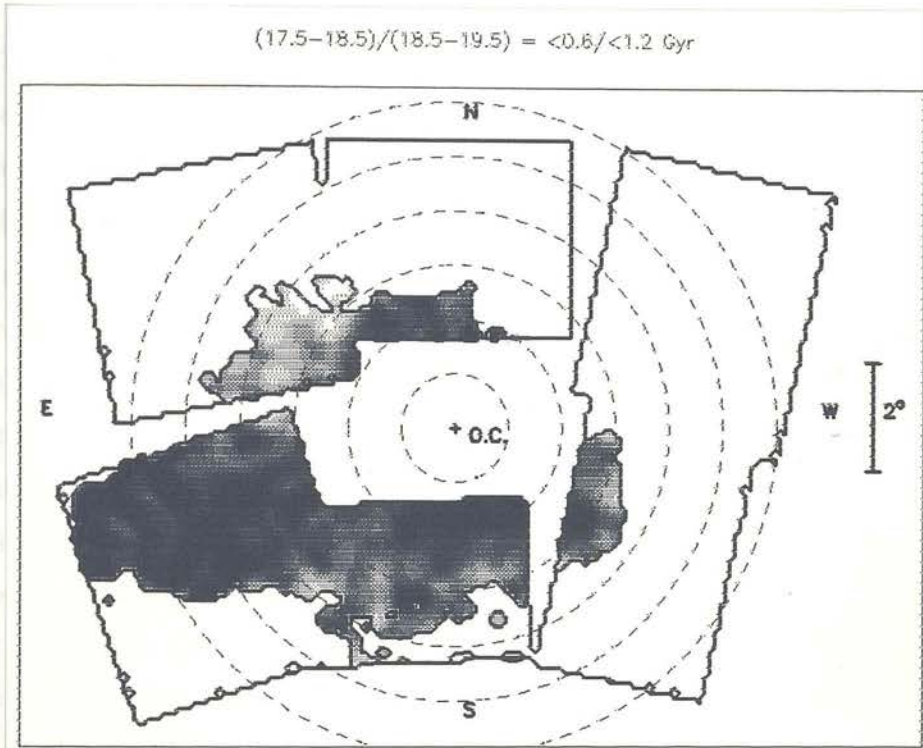 (17.5-18.5)/(18.5-19.5) = <0.6/<1.2 Gyr
N
E
W
2°
+ O.C.
S